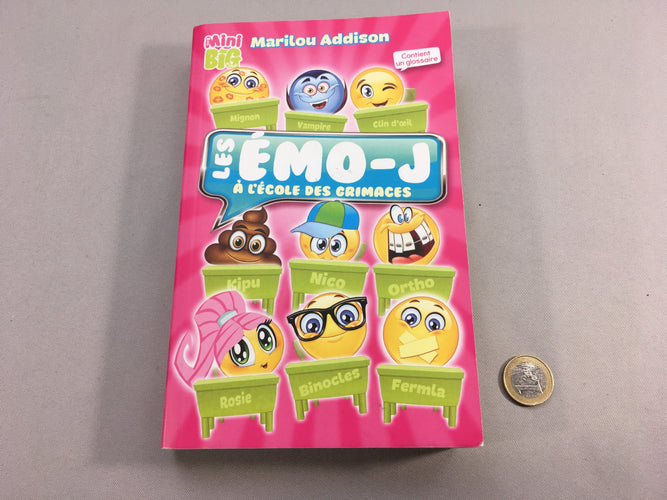 Mini
BIG
Marilou Addison
Contient
un glossaire
Mignon
Vampire
Clin d'œil
LES
ÉMO-J
À L'ÉCOLE DES GRIMACES
Kipu
Nico
Ortho
Rosie
Binocles
Fermla